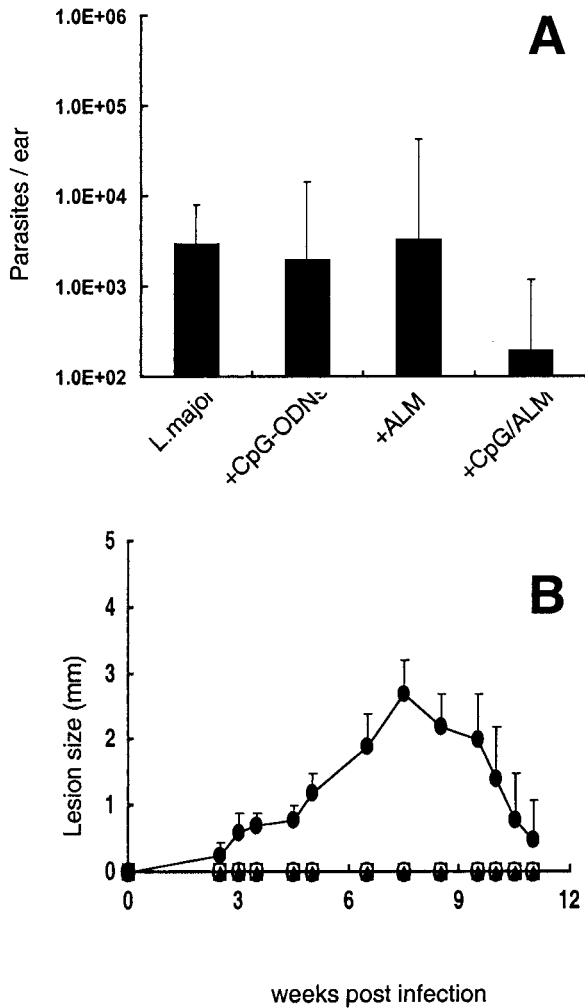 A
1.0E+06
1.0E+05
1.0E+04
1.0E+03
1.0E+02
Parasites / ear
L.major
+CpG-ODNs
+ALM
+CpG/ALM
B
5
4
3
2
1
0
Lesion size (mm)
0 3 6 9 12
weeks post infection